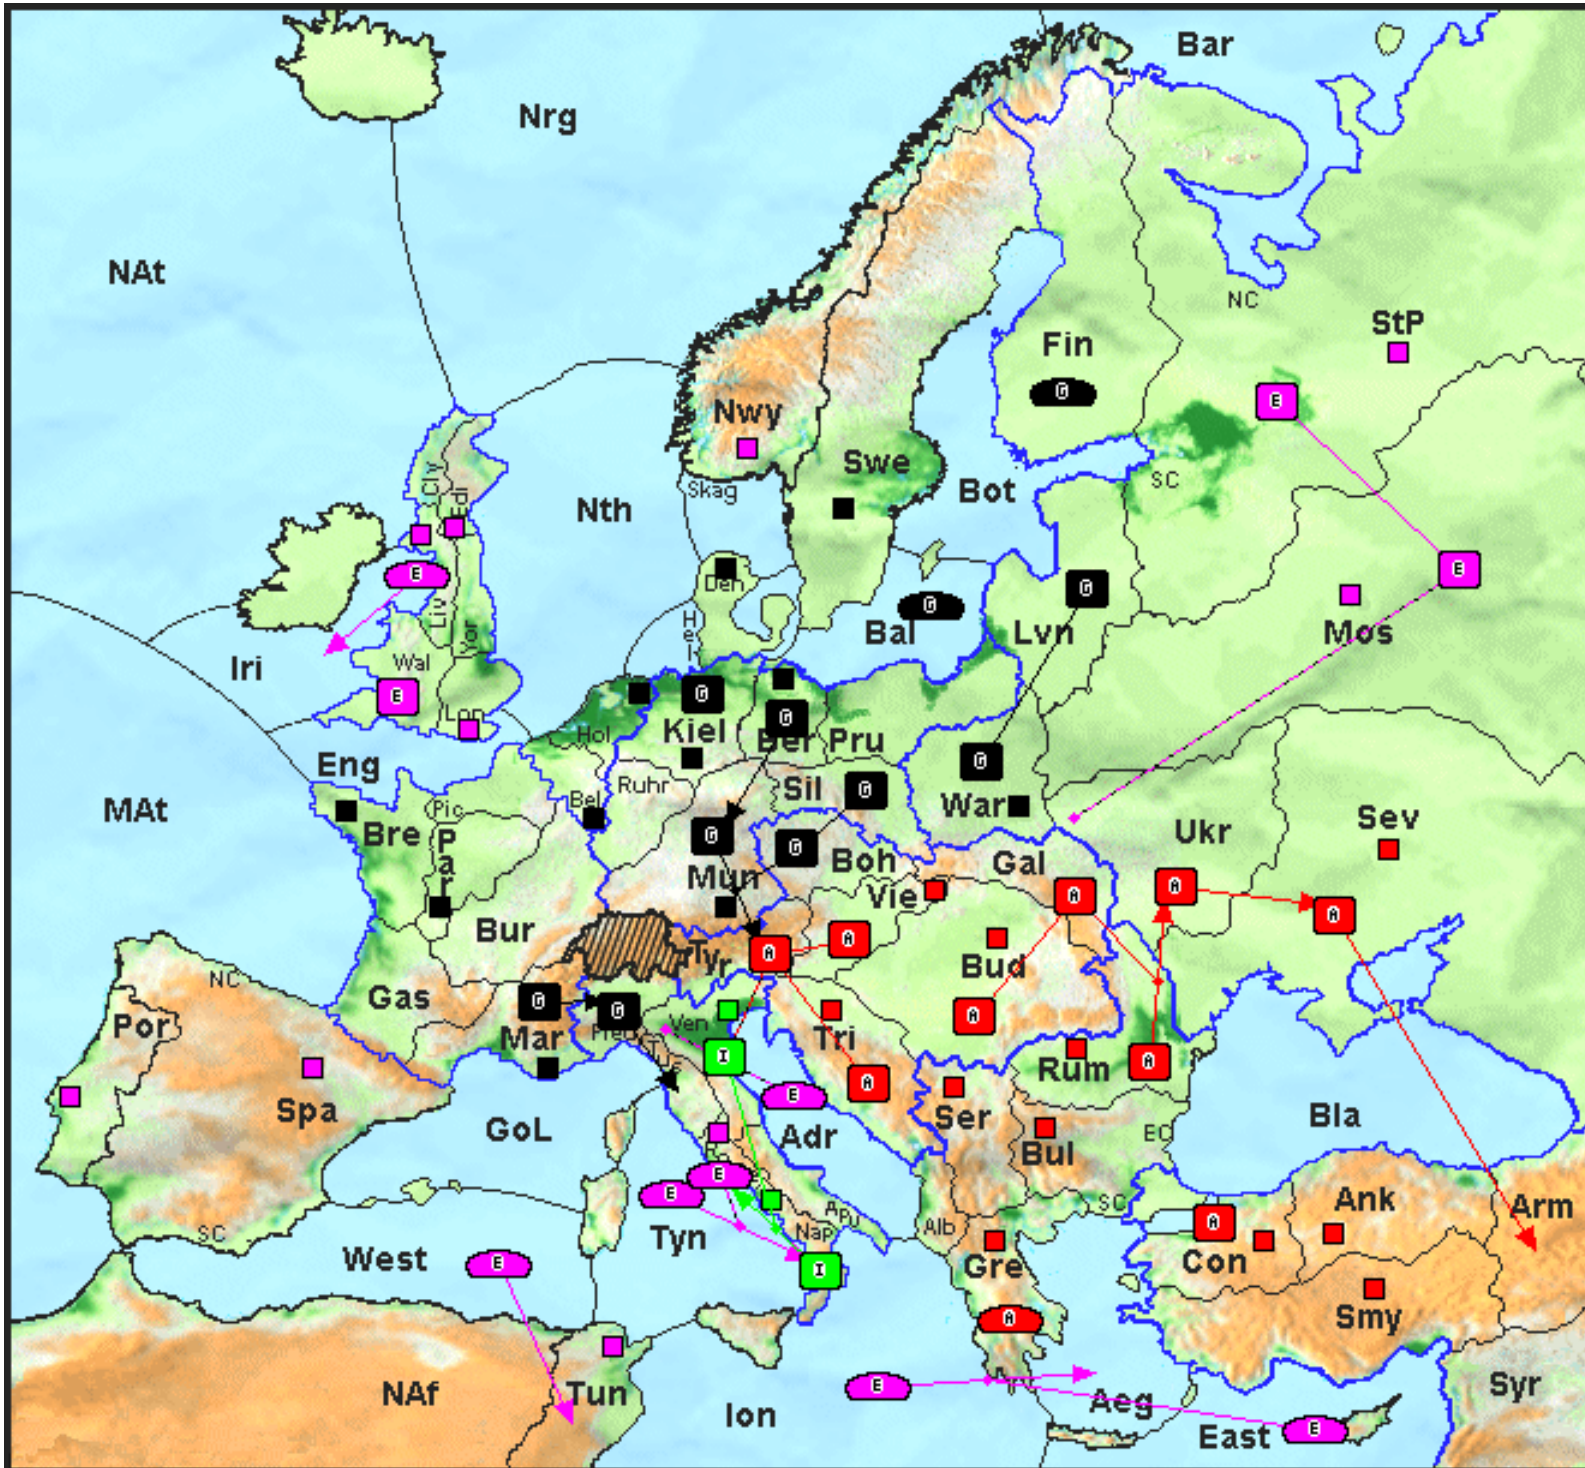 Bar
Nrg
NAt
NC
StP
Fin
E
G
Nwy
Swe
Cly
Edi
Skag
Bot
SC
Nth
E
E
Den
G
G
Hel
Bal
Lvn
Mos
Liv
Yor
Iri
Wal
E
G
Kiel
G
Lon
Hol
Ber
Pru
G
Eng
Ruhr
Sil
G
War
MAt
Pic
Bel
Bre
Par
G
G
Boh
Gal
Ukr
Sev
Mun
Vie
A
A
A
Bur
Tyr
A
A
Bud
NC
Gas
G
G
A
Por
Mar
Pied
Ven
Tri
I
Tus
A
Rum
A
E
Ser
Spa
GoL
Adr
Bul
EC
Bla
E
E
SC
Ank
Arm
SC
Tyn
Nap
Apu
Alb
A
West
E
I
Gre
Con
Smy
A
NAf
Tun
E
Ion
Aeg
East
E
Syr